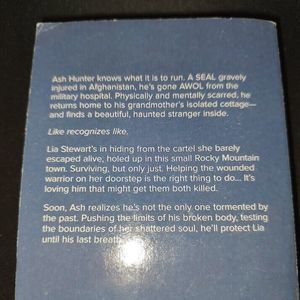 Ash Hunter knows what it is to run. A SEAL gravely
injured in Afghanistan, he's gone AWOL from the
military hospital. Physically and mentally scarred, he
returns home to his grandmother's isolated cottage—
and finds a beautiful, haunted stranger inside.
Like recognizes like.
Lia Stewart's in hiding from the cartel she barely
escaped alive, holed up in this small Rocky Mountain
town. Surviving, but only just. Helping the wounded
warrior on her doorstep is the right thing to do... It's
loving him that might get them both killed.
Soon, Ash realizes he's not the only one tormented by
the past. Pushing the limits of his broken body, testing
the boundaries of her shattered soul, he'll protect Lia
until his last breath.